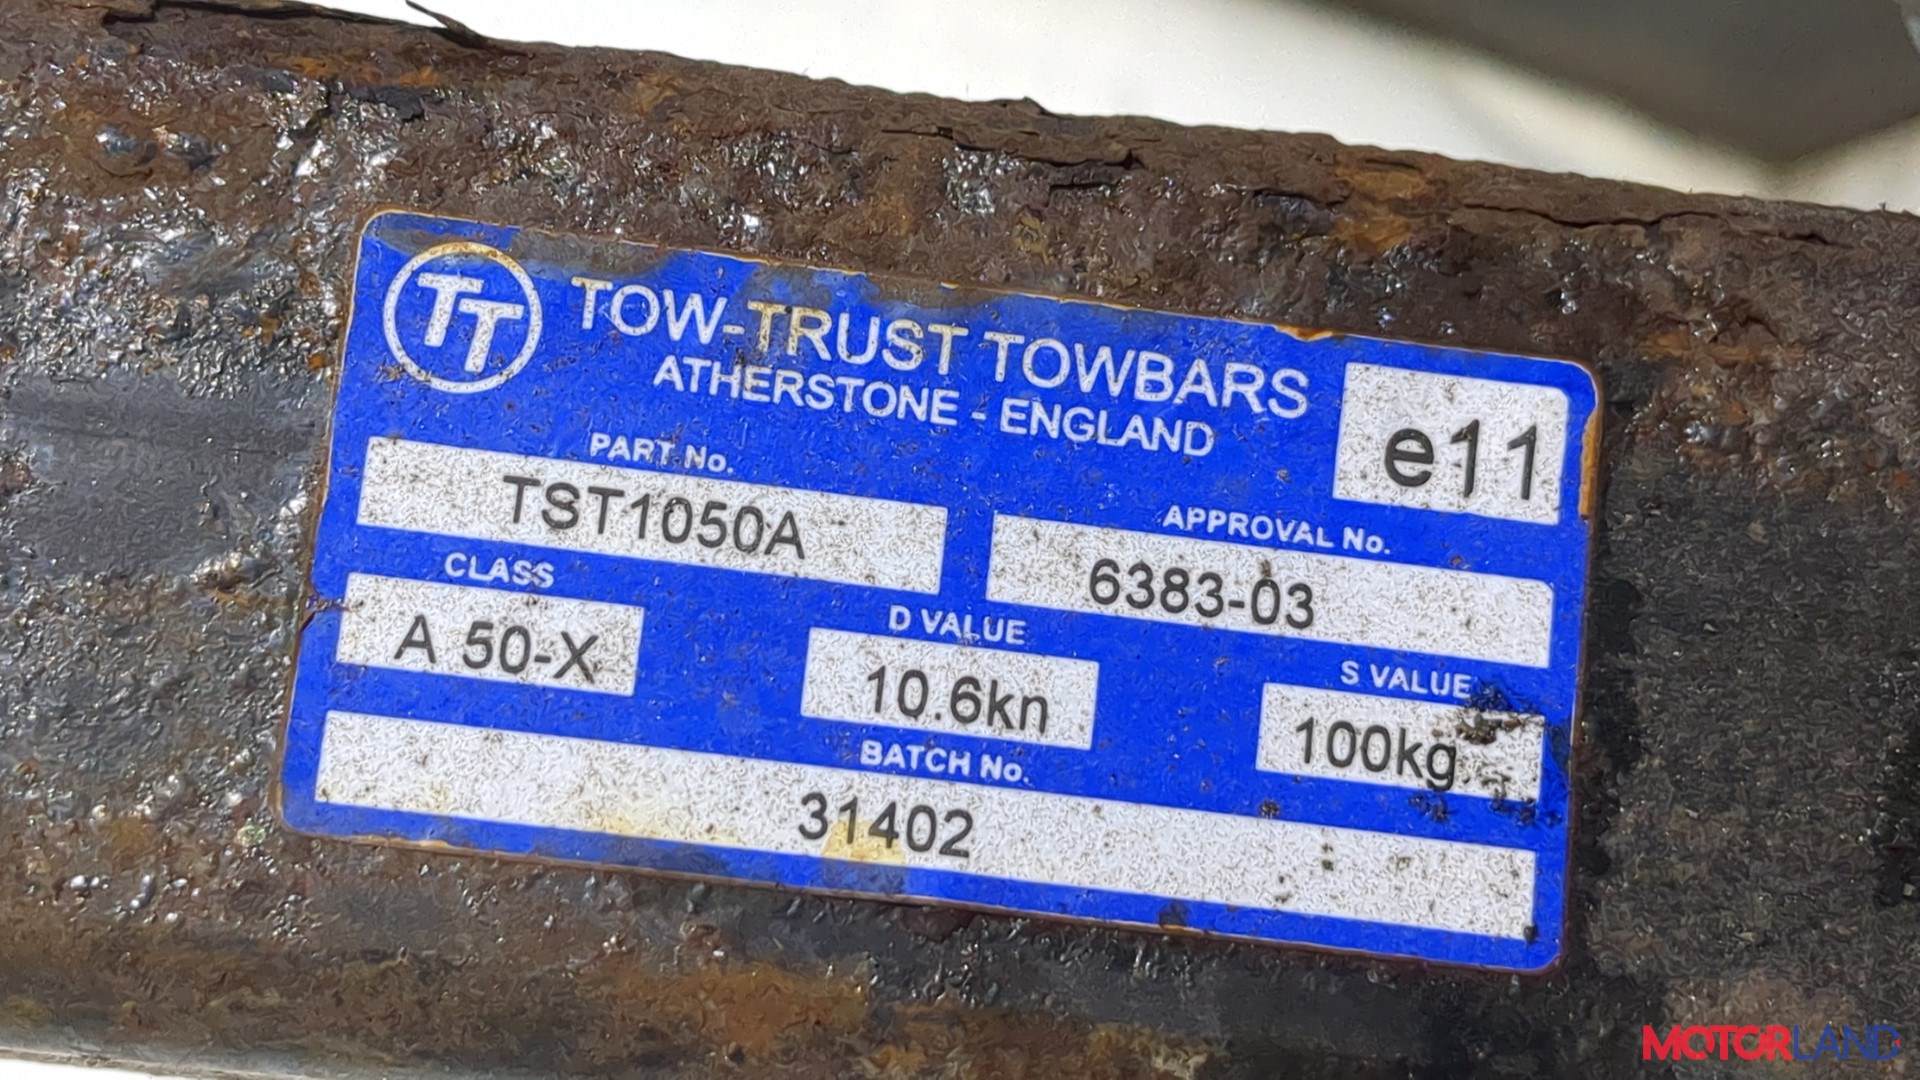 TT
TOW-TRUST TOWBARS
ATHERSTONE - ENGLAND
e11
PART No.
TST1050A
APPROVAL No.
6383-03
CLASS
A 50-X
D VALUE
10.6kn
S VALUE
100kg
BATCH No.
31402
MOTORLAND